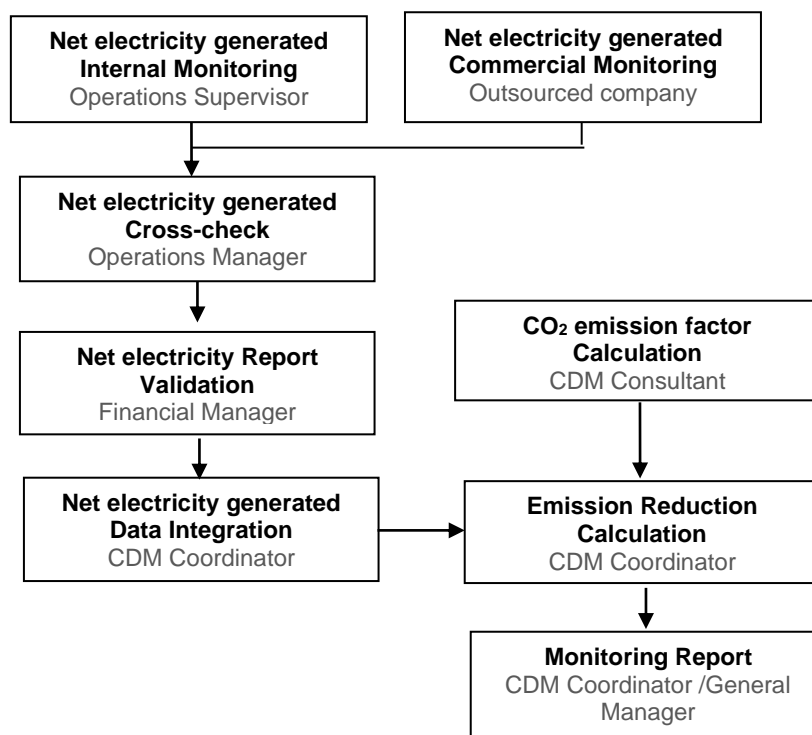 Net electricity generated
Internal Monitoring
Operations Supervisor
Net electricity generated
Commercial Monitoring
Outsourced company
Net electricity generated
Cross-check
Operations Manager
Net electricity Report
Validation
Financial Manager
CO₂ emission factor
Calculation
CDM Consultant
Net electricity generated
Data Integration
CDM Coordinator
Emission Reduction
Calculation
CDM Coordinator
Monitoring Report
CDM Coordinator /General
Manager